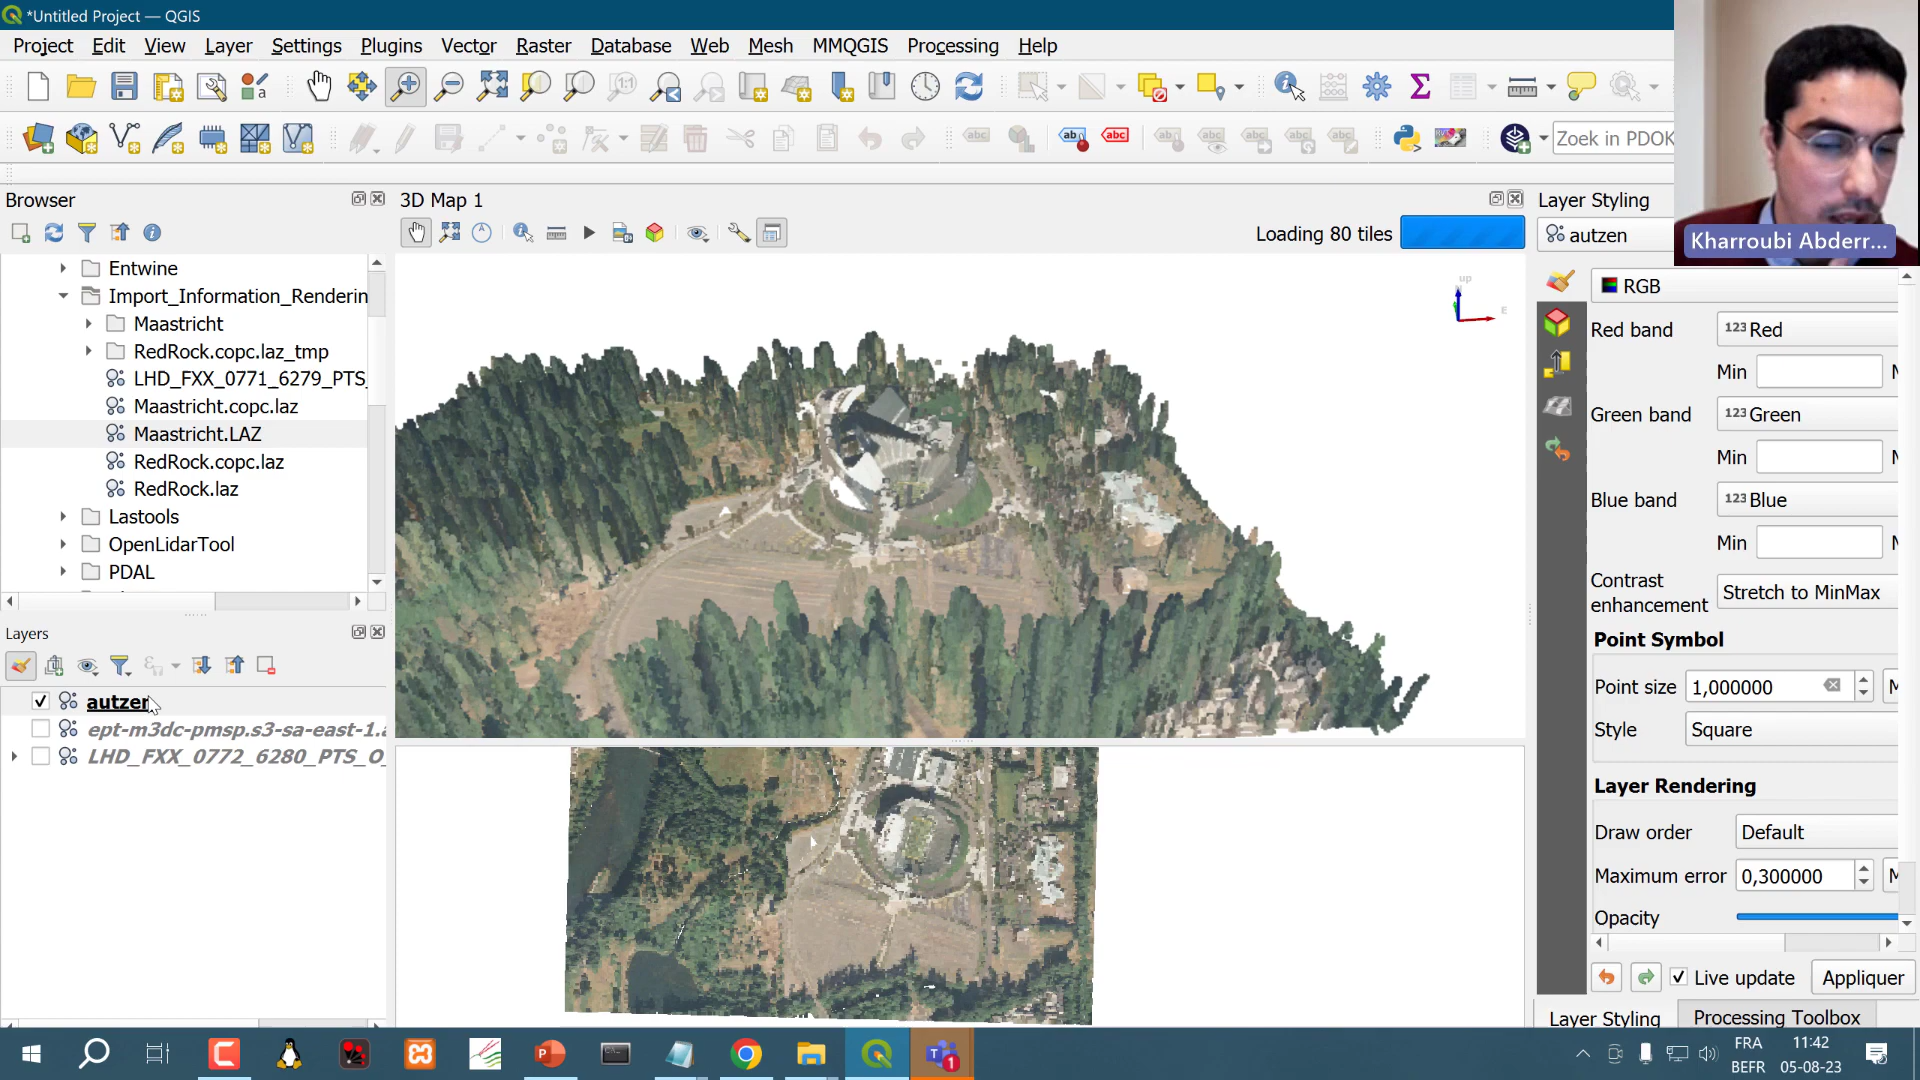 *Untitled Project — QGIS
Project Edit View Layer Settings Plugins Vector Raster Database Web Mesh MMQGIS Processing Help
Zoek in PDOK
Kharroubi Abderr...
Browser
3D Map 1
Layer Styling
Loading 80 tiles
autzen
up
E
Entwine
Import_Information_Renderin
Maastricht
RedRock.copc.laz_tmp
LHD_FXX_0771_6279_PTS_
Maastricht.copc.laz
Maastricht.LAZ
RedRock.copc.laz
RedRock.laz
Lastools
OpenLidarTool
PDAL
RGB
Red band 123 Red
Min
Green band 123 Green
Min
Blue band 123 Blue
Min
Contrast
enhancement Stretch to MinMax
Point Symbol
Point size 1,000000
Style Square
Layer Rendering
Draw order Default
Maximum error 0,300000
Opacity
Live update Appliquer
Layer Styling Processing Toolbox
Layers
autzen
ept-m3dc-pmsp.s3-sa-east-1.a
LHD_FXX_0772_6280_PTS_O_
FRA
BEFR
11:42
05-08-23